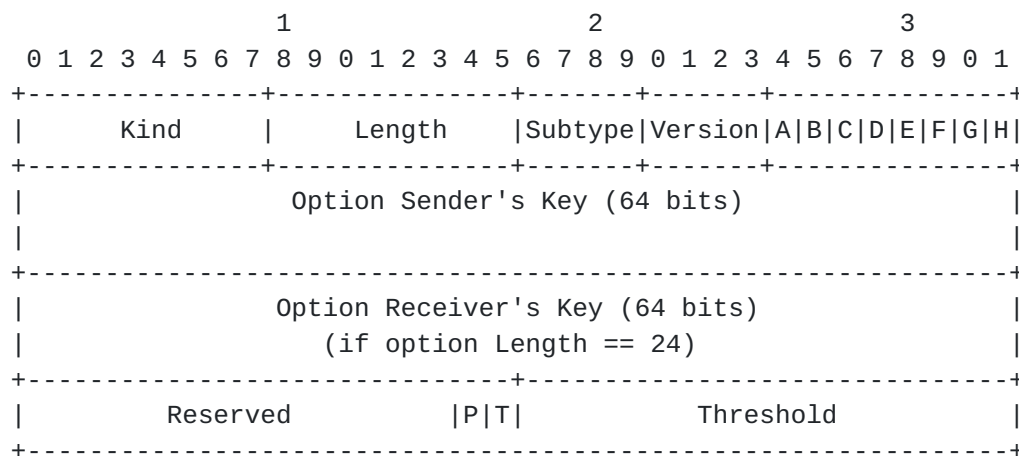 1                   2                   3
 0 1 2 3 4 5 6 7 8 9 0 1 2 3 4 5 6 7 8 9 0 1 2 3 4 5 6 7 8 9 0 1
+---------------+---------------+-------+-------+---------------+
|      Kind     |     Length    |Subtype|Version|A|B|C|D|E|F|G|H|
+---------------+---------------+-------+-------+---------------+
|                 Option Sender's Key (64 bits)                 |
|                                                               |
+---------------------------------------------------------------+
|                Option Receiver's Key (64 bits)                |
|                   (if option Length == 24)                    |
+-------------------------------+-------------------------------+
|         Reserved          |P|T|           Threshold           |
+---------------------------------------------------------------+